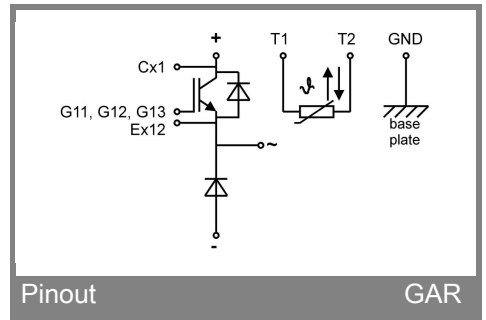 + T1 T2 GND
Cx1
ϑ
G11, G12, G13
Ex12
base
plate
~
-
Pinout GAR